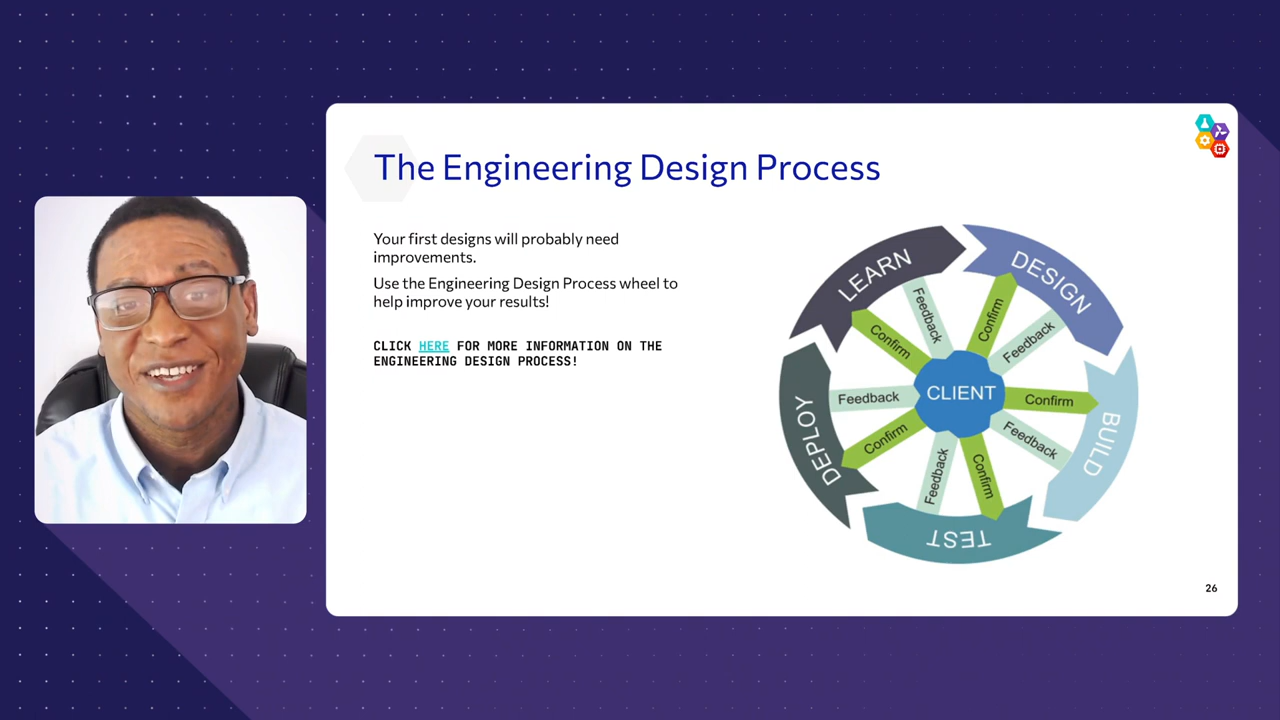 The Engineering Design Process
Your first designs will probably need
improvements.
Use the Engineering Design Process wheel to
help improve your results!
CLICK HERE FOR MORE INFORMATION ON THE
ENGINEERING DESIGN PROCESS!
LEARN
DESIGN
BUILD
TEST
DEPLOY
CLIENT
Feedback
Confirm
Feedback
Confirm
Feedback
Confirm
Feedback
Confirm
Feedback
Confirm
26